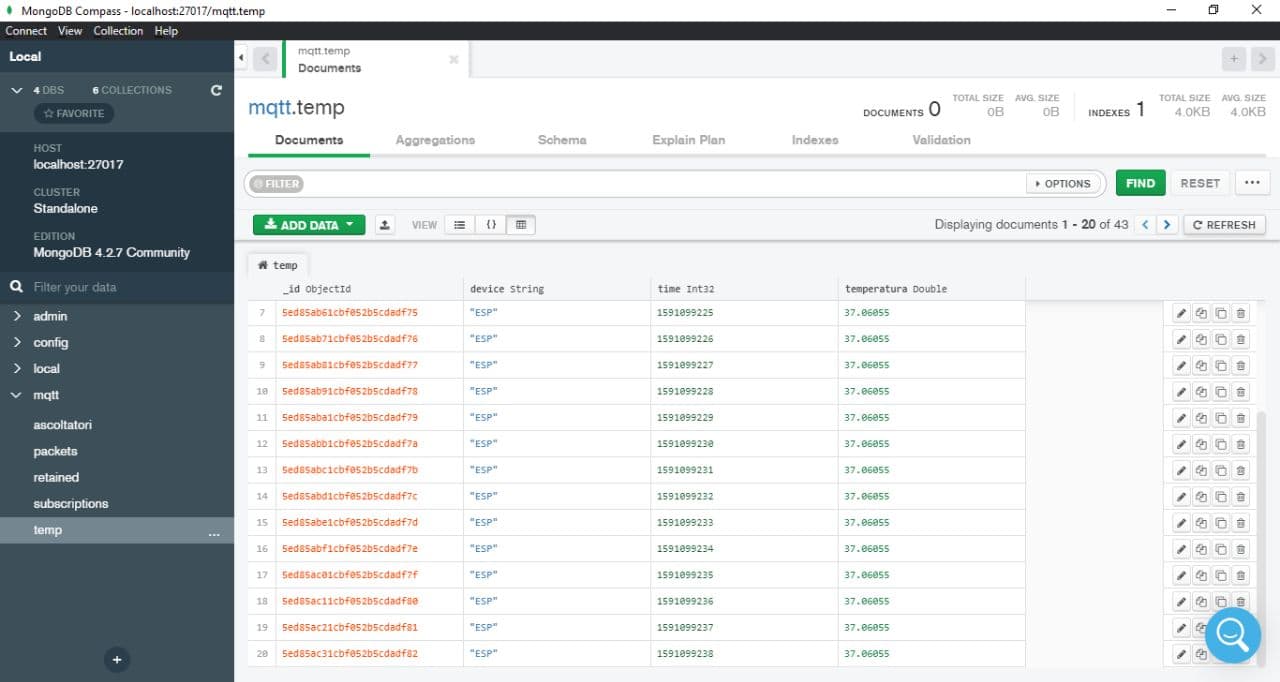 MongoDB Compass - localhost:27017/mqtt.temp
Connect View Collection Help
Local
4 DBS 6 COLLECTIONS
FAVORITE
HOST
localhost:27017
CLUSTER
Standalone
EDITION
MongoDB 4.2.7 Community
Filter your data
admin
config
local
mqtt
ascoltatori
packets
retained
subscriptions
temp ...
mqtt.temp
Documents
mqtt.temp
DOCUMENTS 0 TOTAL SIZE 0B AVG. SIZE 0B INDEXES 1 TOTAL SIZE 4.0KB AVG. SIZE 4.0KB
Documents Aggregations Schema Explain Plan Indexes Validation
FILTER OPTIONS FIND RESET ...
ADD DATA VIEW {} Displaying documents 1 - 20 of 43 REFRESH
temp
_id ObjectId device String time Int32 temperatura Double
7 5ed85ab61cbf052b5cdadf75 "ESP" 1591099225 37.06055
8 5ed85ab71cbf052b5cdadf76 "ESP" 1591099226 37.06055
9 5ed85ab81cbf052b5cdadf77 "ESP" 1591099227 37.06055
10 5ed85ab91cbf052b5cdadf78 "ESP" 1591099228 37.06055
11 5ed85aba1cbf052b5cdadf79 "ESP" 1591099229 37.06055
12 5ed85abb1cbf052b5cdadf7a "ESP" 1591099230 37.06055
13 5ed85abc1cbf052b5cdadf7b "ESP" 1591099231 37.06055
14 5ed85abd1cbf052b5cdadf7c "ESP" 1591099232 37.06055
15 5ed85abe1cbf052b5cdadf7d "ESP" 1591099233 37.06055
16 5ed85abf1cbf052b5cdadf7e "ESP" 1591099234 37.06055
17 5ed85ac01cbf052b5cdadf7f "ESP" 1591099235 37.06055
18 5ed85ac11cbf052b5cdadf80 "ESP" 1591099236 37.06055
19 5ed85ac21cbf052b5cdadf81 "ESP" 1591099237 37.06055
20 5ed85ac31cbf052b5cdadf82 "ESP" 1591099238 37.06055